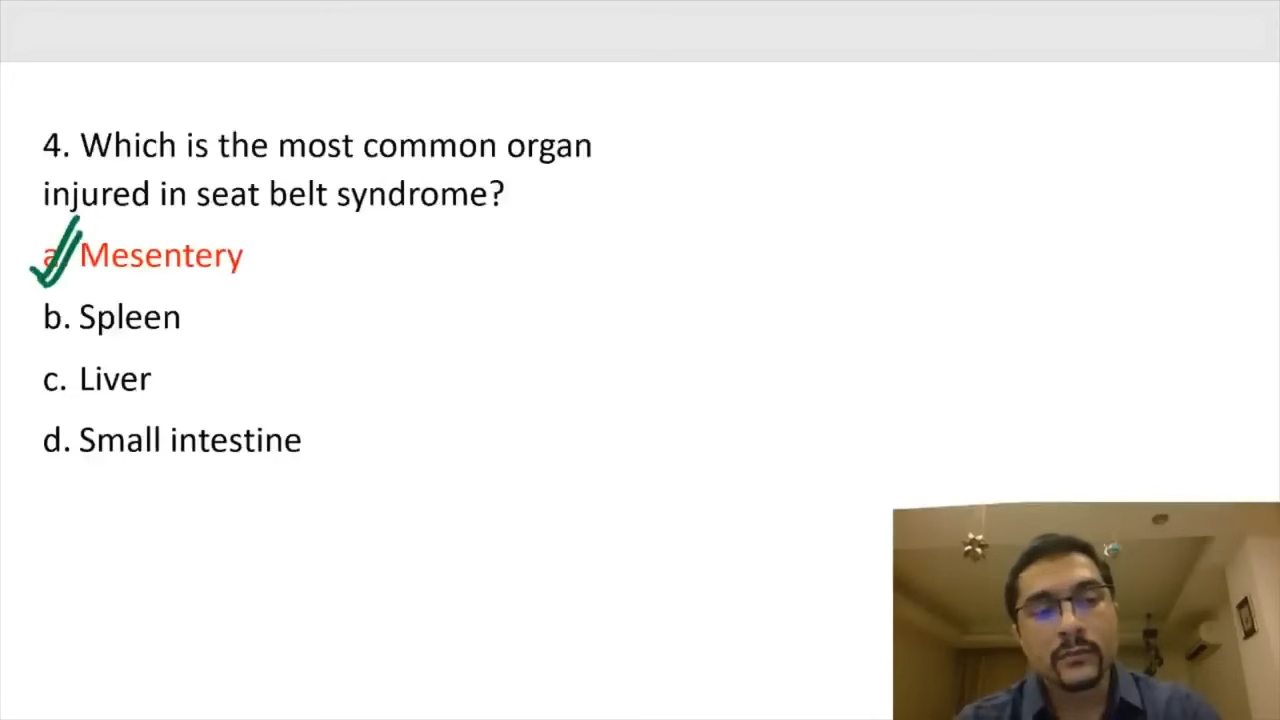 4. Which is the most common organ
injured in seat belt syndrome?
a. Mesentery
b. Spleen
c. Liver
d. Small intestine